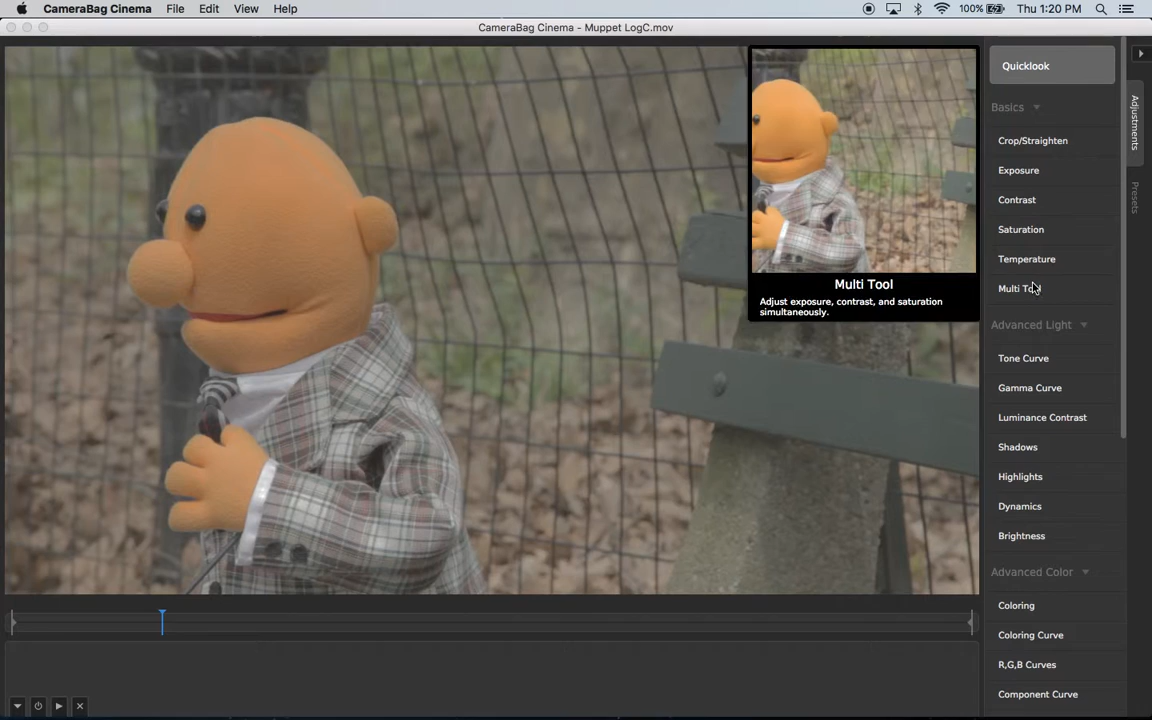 CameraBag Cinema File Edit View Help 100% Thu 1:20 PM
CameraBag Cinema - Muppet LogC.mov
Quicklook
Basics
Crop/Straighten
Exposure
Contrast
Saturation
Temperature
Multi Tool
Advanced Light
Tone Curve
Gamma Curve
Luminance Contrast
Shadows
Highlights
Dynamics
Brightness
Advanced Color
Coloring
Coloring Curve
R,G,B Curves
Component Curve
Adjustments
Presets
Multi Tool
Adjust exposure, contrast, and saturation
simultaneously.